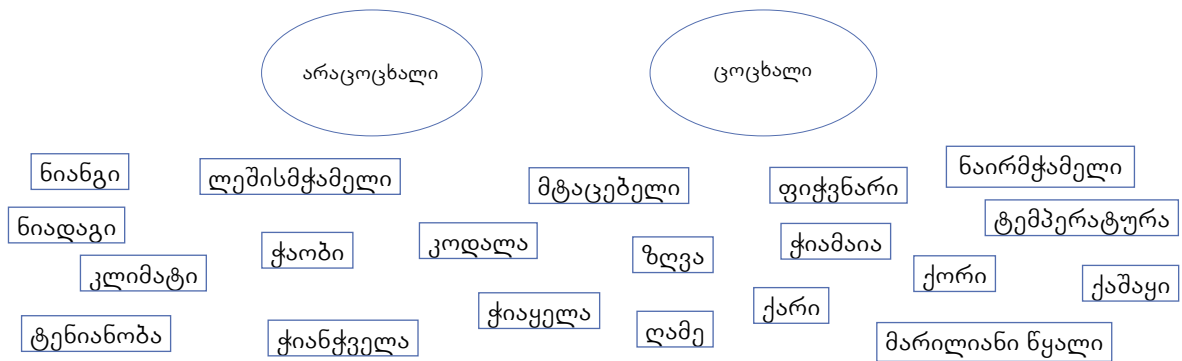 არაცოცხალი
ცოცხალი
ნიანგი
ლეშისმჭამელი
მტაცებელი
ფიჭვნარი
ნაირმჭამელი
ნიადაგი
ჭაობი
კოდალა
ზღვა
ჭიამაია
ტემპერატურა
კლიმატი
ქორი
ქაშაყი
ტენიანობა
ჭიანჭველა
ჭიაყელა
ღამე
ქარი
მარილიანი წყალი